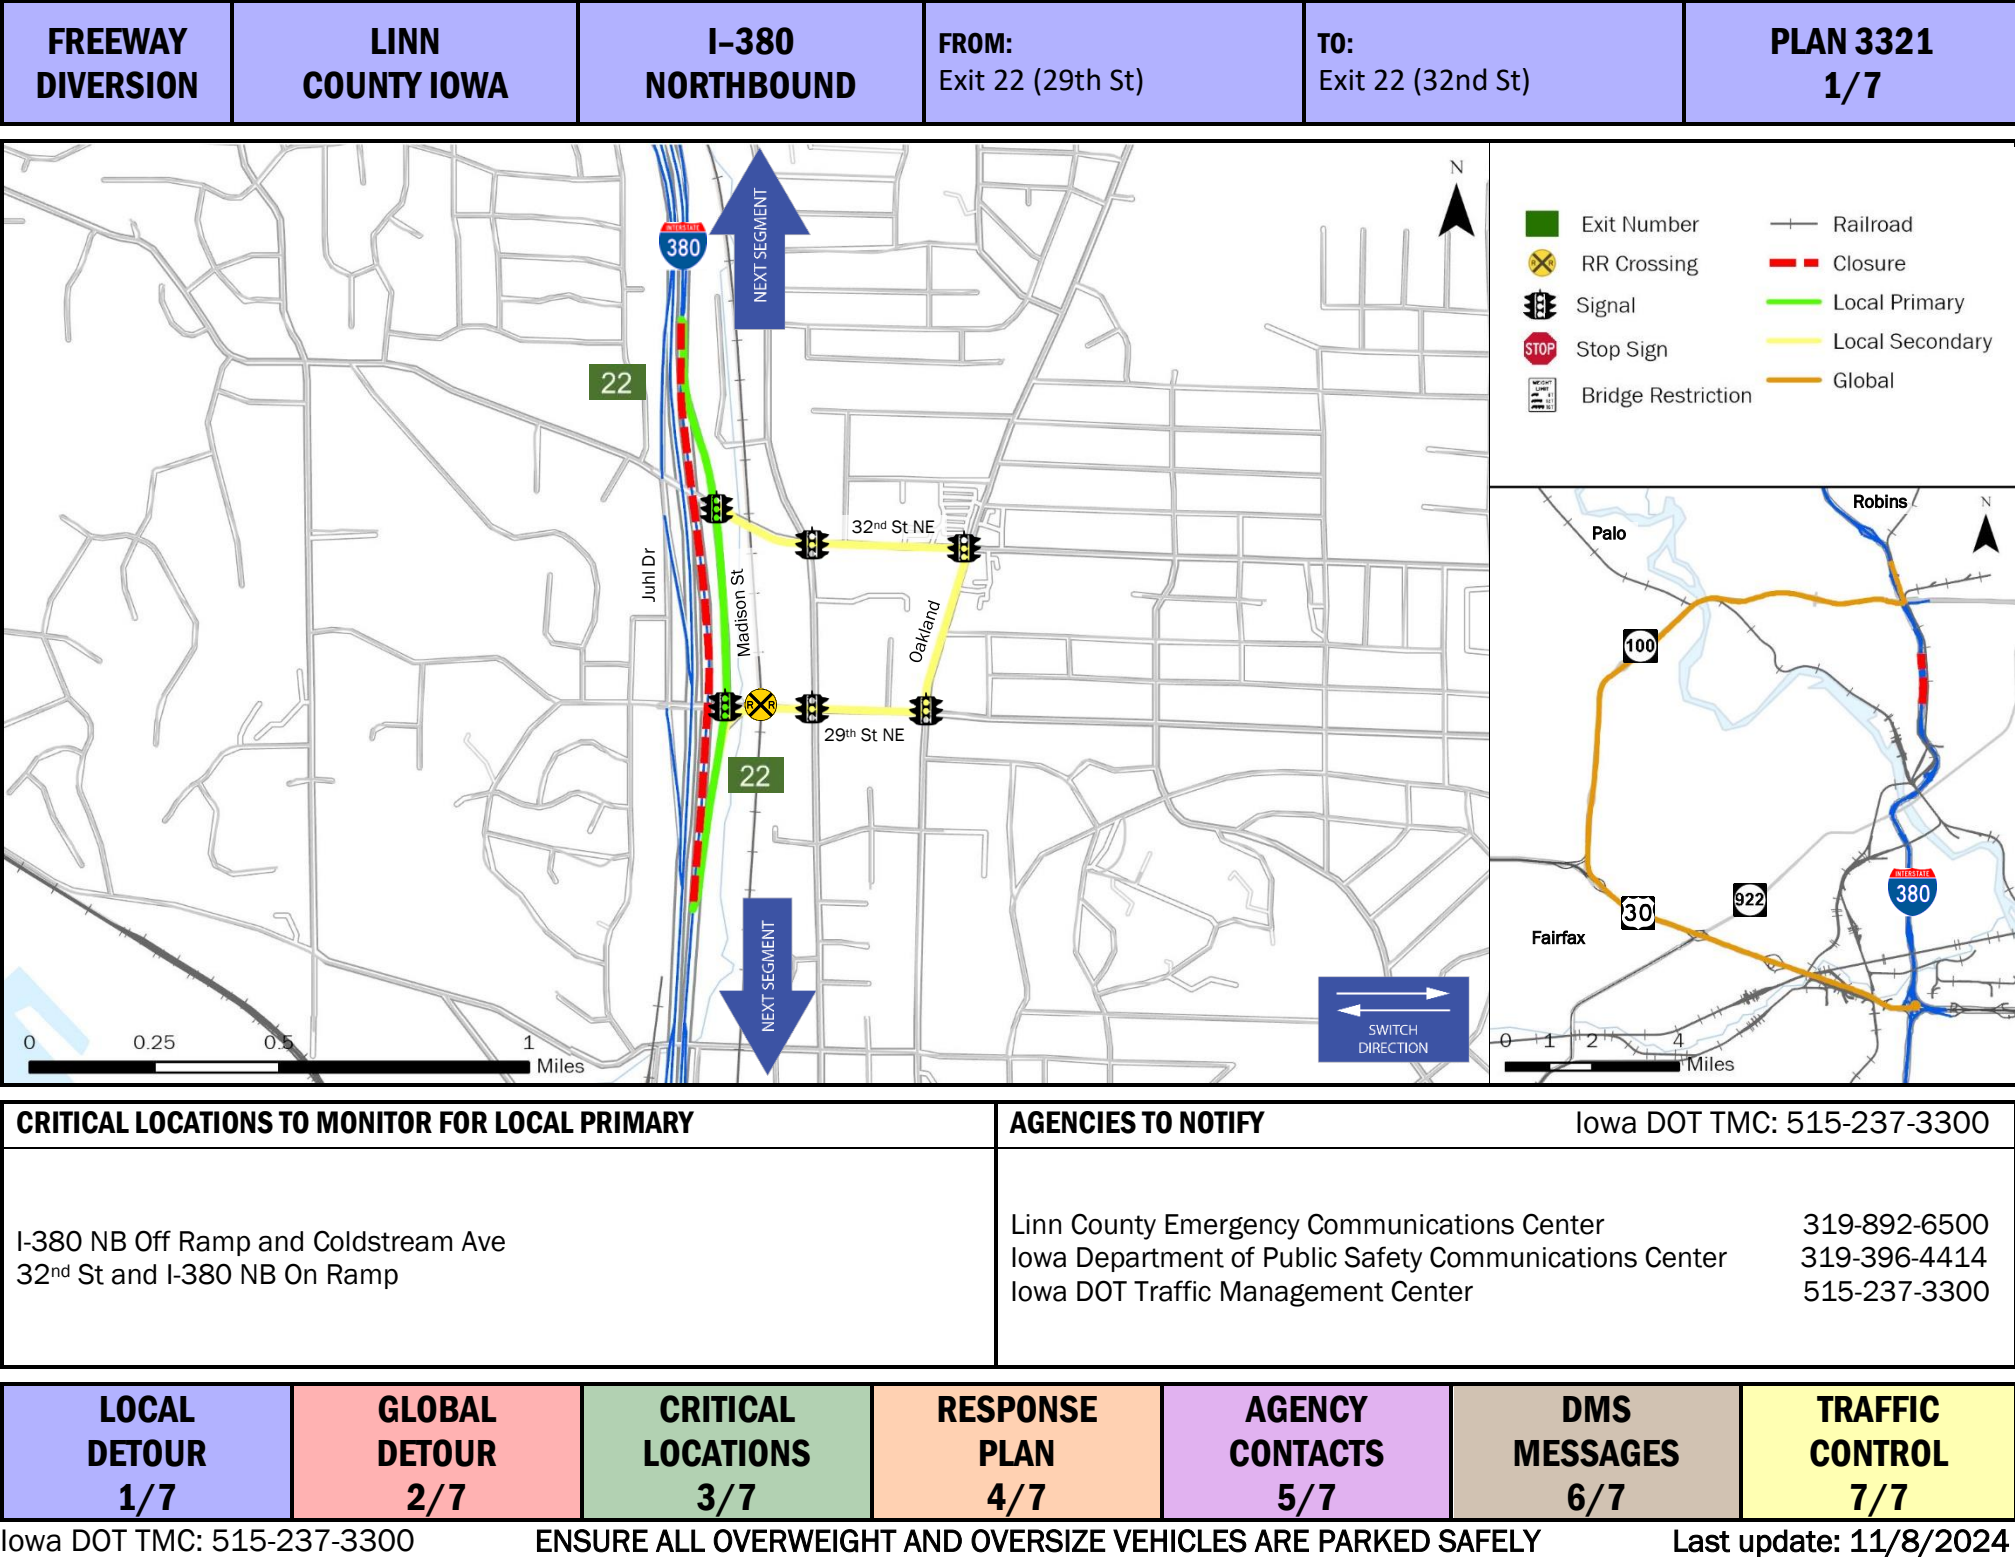 FREEWAY
DIVERSION
LINN
COUNTY IOWA
I–380
NORTHBOUND
FROM:
Exit 22 (29th St)
TO:
Exit 22 (32nd St)
PLAN 3321
1/7
INTERSTATE
380
NEXT SEGMENT
N
22
32nd St NE
Juhl Dr
Madison St
Oakland
R R
29th St NE
22
NEXT SEGMENT
SWITCH
DIRECTION
0 0.25 0.5 1
Miles
Exit Number
RR Crossing
Signal
STOP
Stop Sign
WEIGHT
LIMIT
Bridge Restriction
Railroad
Closure
Local Primary
Local Secondary
Global
Robins
N
Palo
100
INTERSTATE
380
922
30
Fairfax
0 1 2 4
Miles
CRITICAL LOCATIONS TO MONITOR FOR LOCAL PRIMARY
I-380 NB Off Ramp and Coldstream Ave
32nd St and I-380 NB On Ramp
AGENCIES TO NOTIFY Iowa DOT TMC: 515-237-3300
Linn County Emergency Communications Center 319-892-6500
Iowa Department of Public Safety Communications Center 319-396-4414
Iowa DOT Traffic Management Center 515-237-3300
LOCAL
DETOUR
1/7
GLOBAL
DETOUR
2/7
CRITICAL
LOCATIONS
3/7
RESPONSE
PLAN
4/7
AGENCY
CONTACTS
5/7
DMS
MESSAGES
6/7
TRAFFIC
CONTROL
7/7
Iowa DOT TMC: 515-237-3300 ENSURE ALL OVERWEIGHT AND OVERSIZE VEHICLES ARE PARKED SAFELY Last update: 11/8/2024